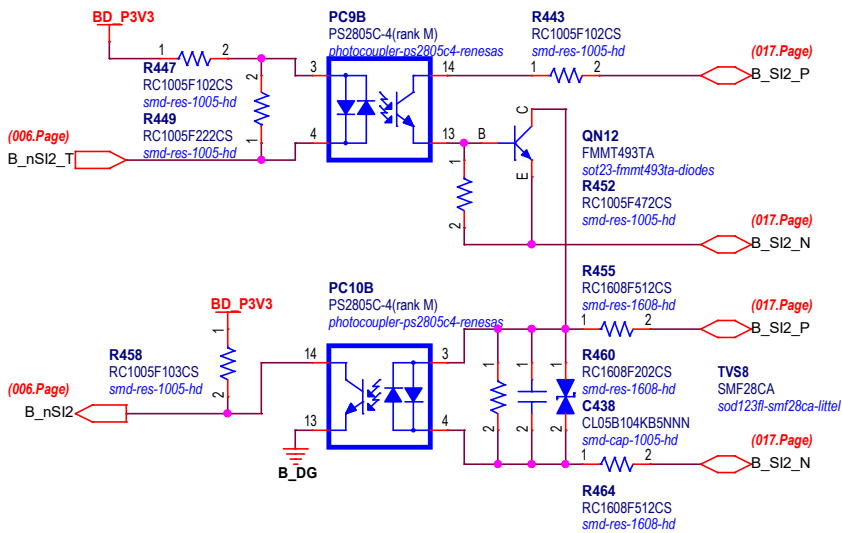 BD_P3V3
1
2
R447
RC1005F102CS
smd-res-1005-hd
2
1
R449
RC1005F222CS
smd-res-1005-hd
(006.Page)
B_nSI2_T
PC9B
PS2805C-4(rank M)
photocoupler-ps2805c4-renesas
3
4
14
13
R443
RC1005F102CS
smd-res-1005-hd
1
2
(017.Page)
B_SI2_P
B
C
E
QN12
FMMT493TA
sot23-fmmt493ta-diodes
1
2
R452
RC1005F472CS
smd-res-1005-hd
(017.Page)
B_SI2_N
BD_P3V3
1
2
R458
RC1005F103CS
smd-res-1005-hd
(006.Page)
B_nSI2
B_DG
PC10B
PS2805C-4(rank M)
photocoupler-ps2805c4-renesas
14
13
3
4
R455
RC1608F512CS
smd-res-1608-hd
1
2
(017.Page)
B_SI2_P
1
2
1
2
1
2
R460
RC1608F202CS
smd-res-1608-hd
C438
CL05B104KB5NNN
smd-cap-1005-hd
TVS8
SMF28CA
sod123fl-smf28ca-littel
1
2
(017.Page)
B_SI2_N
R464
RC1608F512CS
smd-res-1608-hd